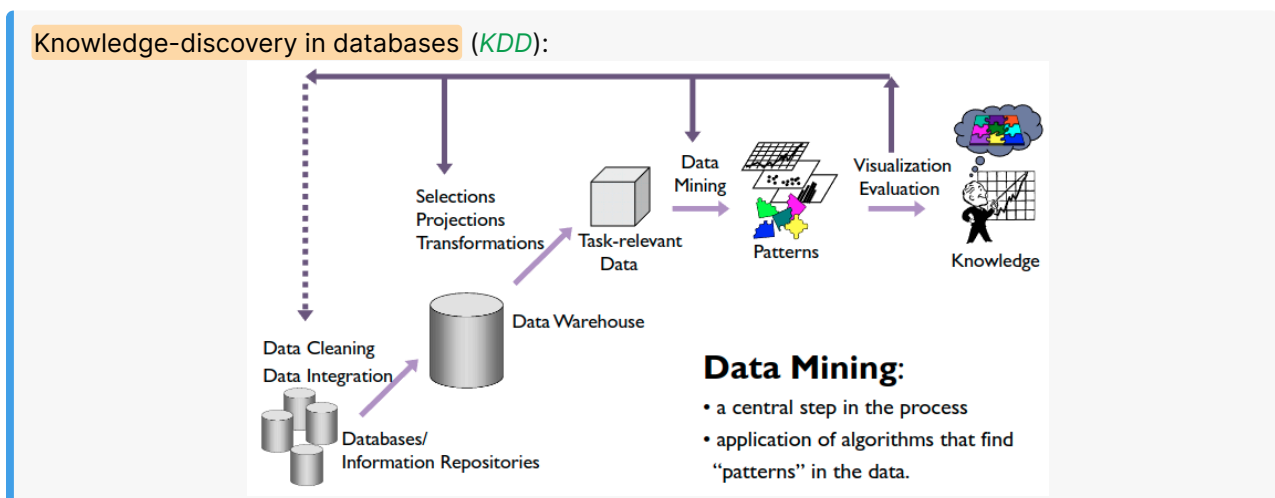 Knowledge-discovery in databases (KDD):
Selections
Projections
Transformations
Data
Mining
Visualization
Evaluation
Task-relevant
Data
Patterns
Knowledge
Data Warehouse
Data Cleaning
Data Integration
Databases/
Information Repositories
Data Mining:
• a central step in the process
• application of algorithms that find
“patterns” in the data.